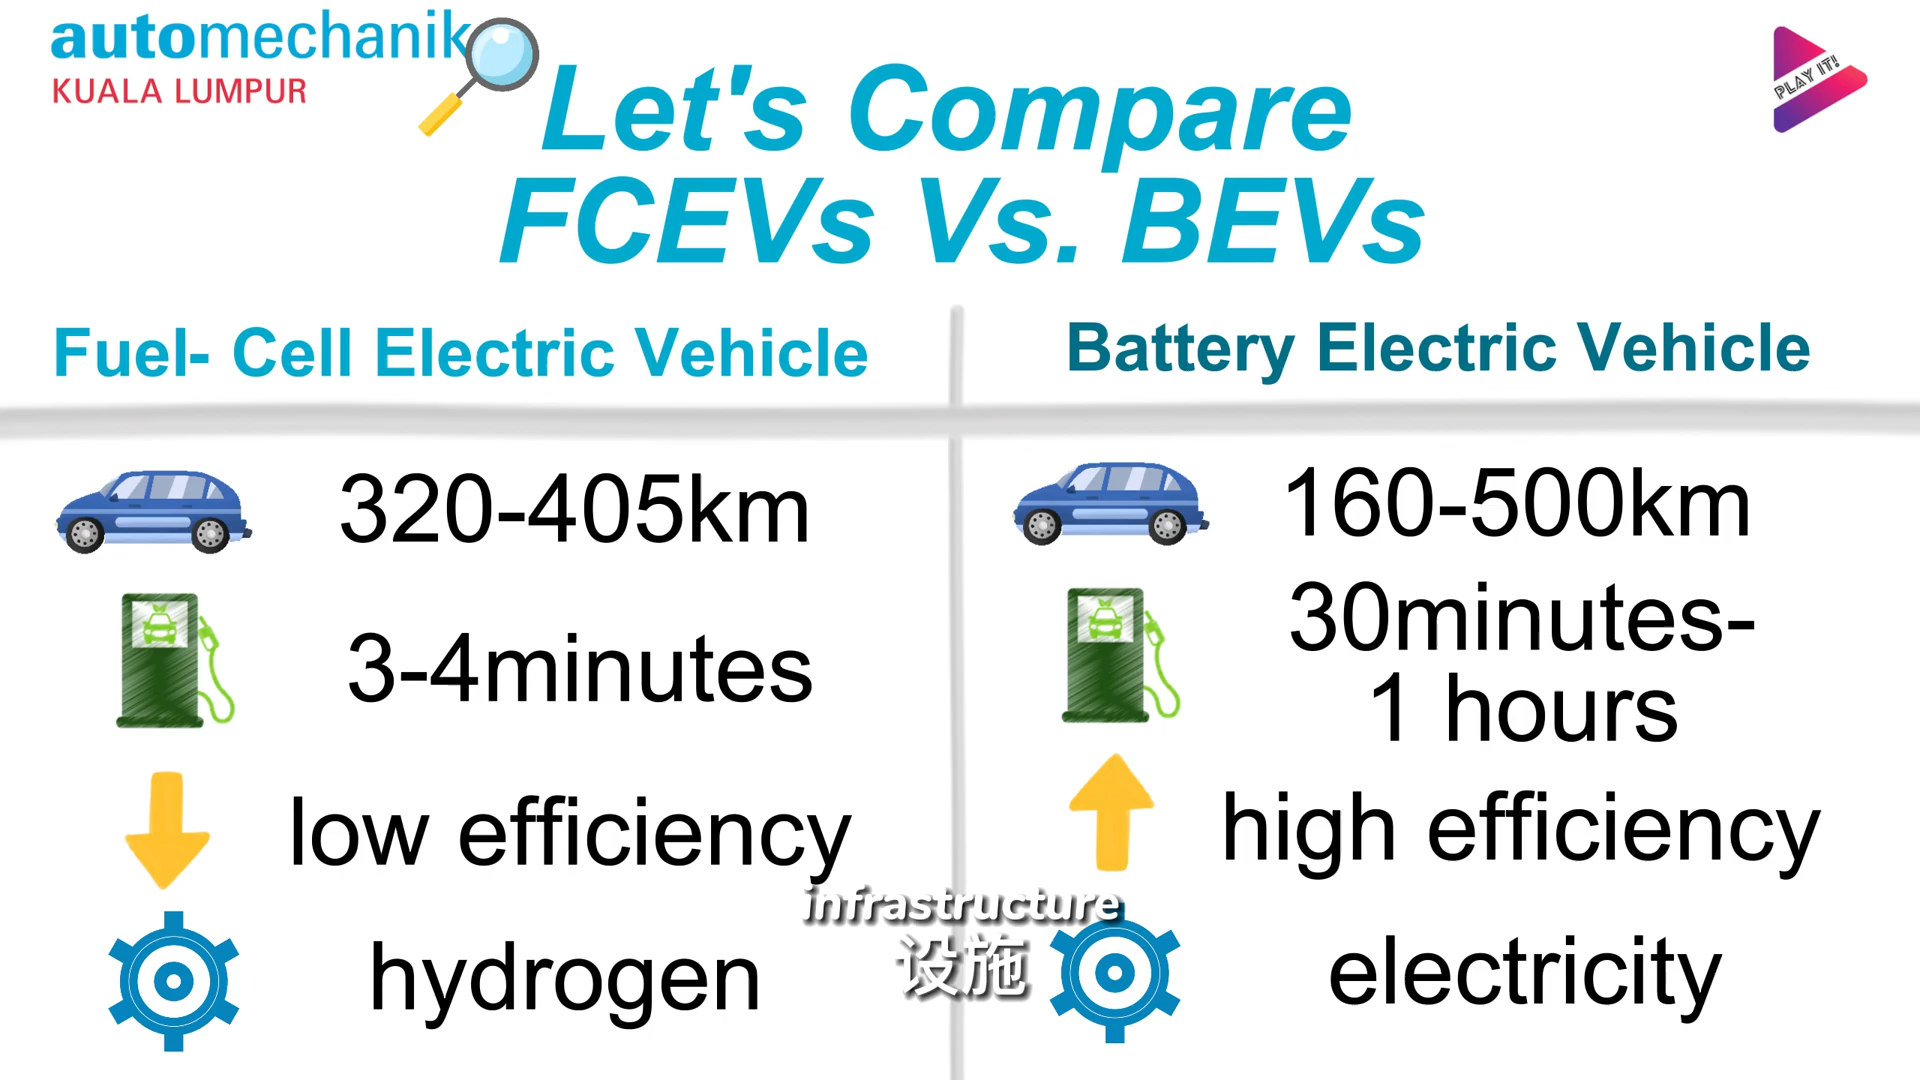 automechanik
KUALA LUMPUR
PLAY IT!
Let's Compare
FCEVs Vs. BEVs
Fuel- Cell Electric Vehicle
Battery Electric Vehicle
320-405km
160-500km
3-4minutes
30minutes-
1 hours
low efficiency
high efficiency
hydrogen
electricity
infrastructure
设施